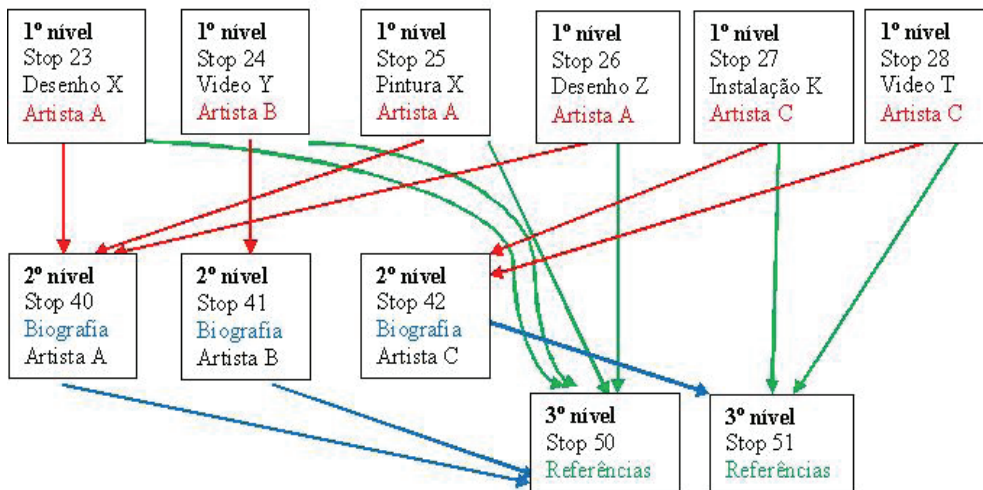 1º nível
Stop 23
Desenho X
Artista A
1º nível
Stop 24
Video Y
Artista B
1º nível
Stop 25
Pintura X
Artista A
1º nível
Stop 26
Desenho Z
Artista A
1º nível
Stop 27
Instalação K
Artista C
1º nível
Stop 28
Video T
Artista C
2º nível
Stop 40
Biografia
Artista A
2º nível
Stop 41
Biografia
Artista B
2º nível
Stop 42
Biografia
Artista C
3º nível
Stop 50
Referências
3º nível
Stop 51
Referências